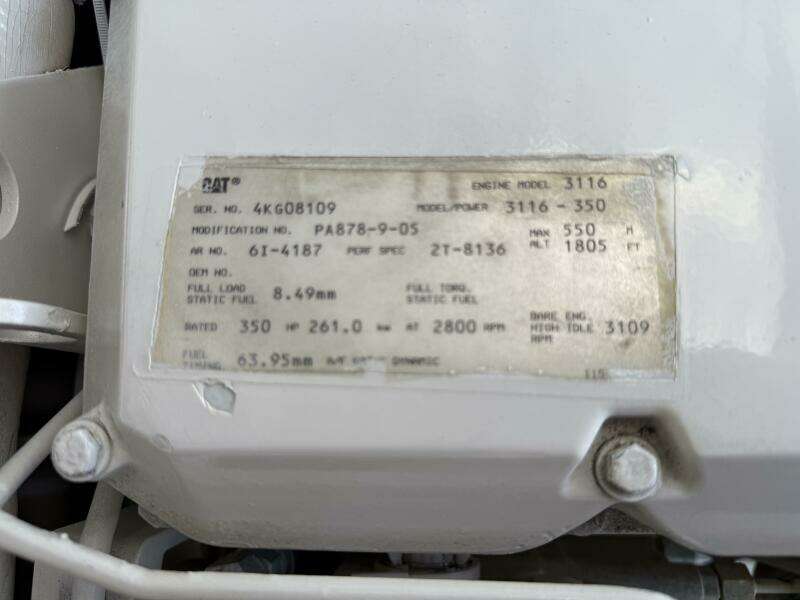 CAT® ENGINE MODEL 3116
SER. NO. 4KG08109 MODEL/POWER 3116 - 350
MODIFICATION NO. PA878-9-05 MAX 550 M
AR NO. 6I-4187 PERF SPEC 2T-8136 ALT 1805 FT
OEM NO.
FULL LOAD STATIC FUEL 8.49mm FULL TORQ. STATIC FUEL
RATED 350 HP 261.0 kw AT 2800 RPM BARE ENG. HIGH IDLE 3109 RPM
FUEL TIMING. 63.95mm DYNAMIC
115